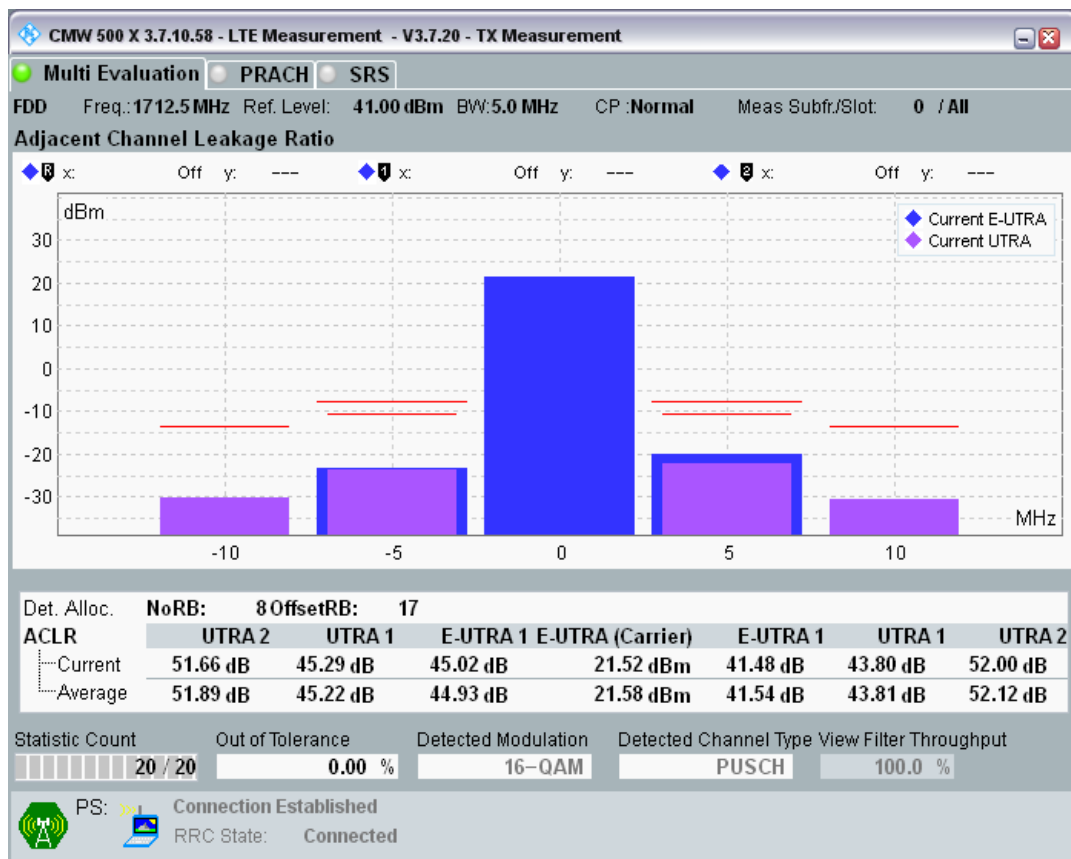 CMW 500 X 3.7.10.58 - LTE Measurement - V3.7.20 - TX Measurement
Multi Evaluation PRACH SRS
FDD Freq.:1712.5 MHz Ref. Level: 41.00 dBm BW:5.0 MHz CP :Normal Meas Subfr./Slot: 0 / All
Adjacent Channel Leakage Ratio
R x: Off y: --- 1 x: Off y: --- 2 x: Off y: ---
dBm
Current E-UTRA
Current UTRA
30
20
10
0
-10
-20
-30
MHz
-10 -5 0 5 10
Det. Alloc. NoRB: 8 OffsetRB: 17
ACLR UTRA 2 UTRA 1 E-UTRA 1 E-UTRA (Carrier) E-UTRA 1 UTRA 1 UTRA 2
Current 51.66 dB 45.29 dB 45.02 dB 21.52 dBm 41.48 dB 43.80 dB 52.00 dB
Average 51.89 dB 45.22 dB 44.93 dB 21.58 dBm 41.54 dB 43.81 dB 52.12 dB
Statistic Count Out of Tolerance Detected Modulation Detected Channel Type View Filter Throughput
20 / 20 0.00 % 16-QAM PUSCH 100.0 %
PS: Connection Established
RRC State: Connected